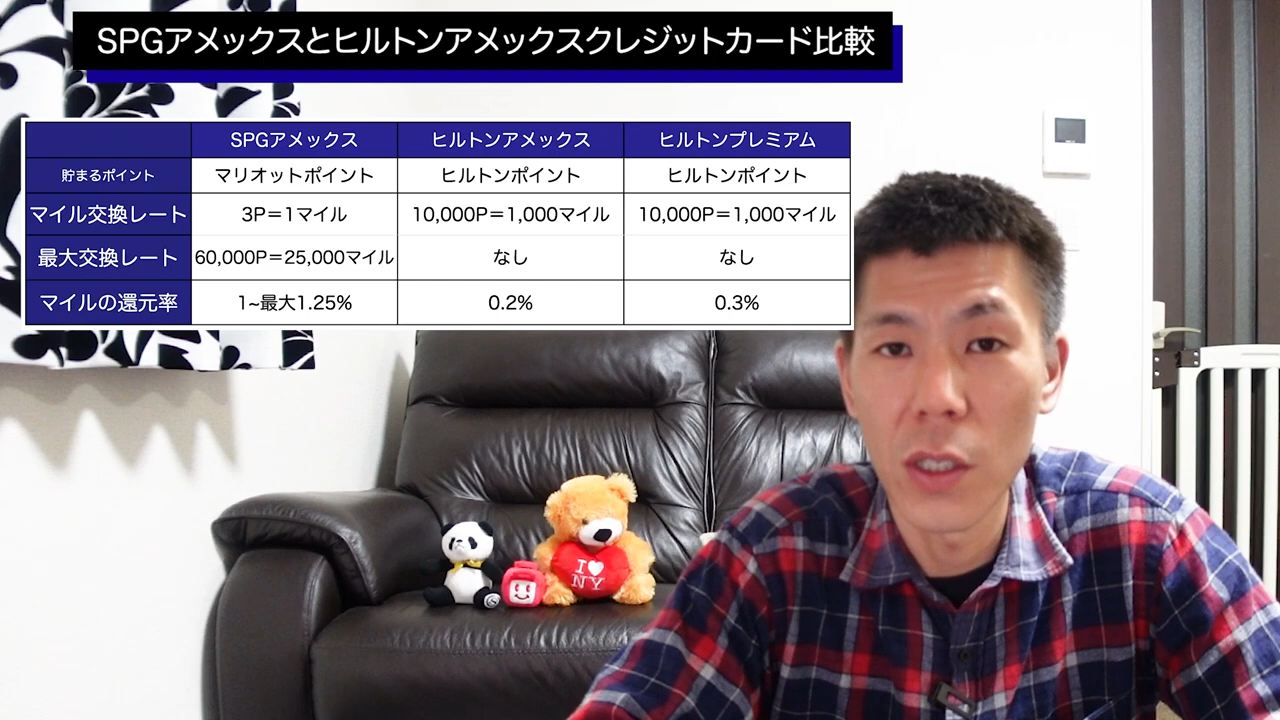 SPGアメックスとヒルトンアメックスクレジットカード比較
SPGアメックス ヒルトンアメックス ヒルトンプレミアム
貯まるポイント マリオットポイント ヒルトンポイント ヒルトンポイント
マイル交換レート 3P＝1マイル 10,000P＝1,000マイル 10,000P＝1,000マイル
最大交換レート 60,000P＝25,000マイル なし なし
マイルの還元率 1~最大1.25% 0.2% 0.3%
I ♥
NY